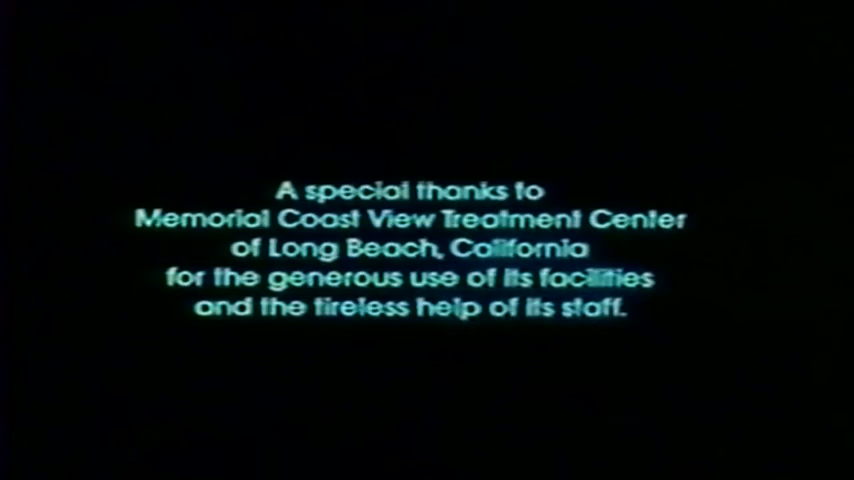 A special thanks to
Memorial Coast View Treatment Center
of Long Beach, California
for the generous use of its facilities
and the tireless help of its staff.